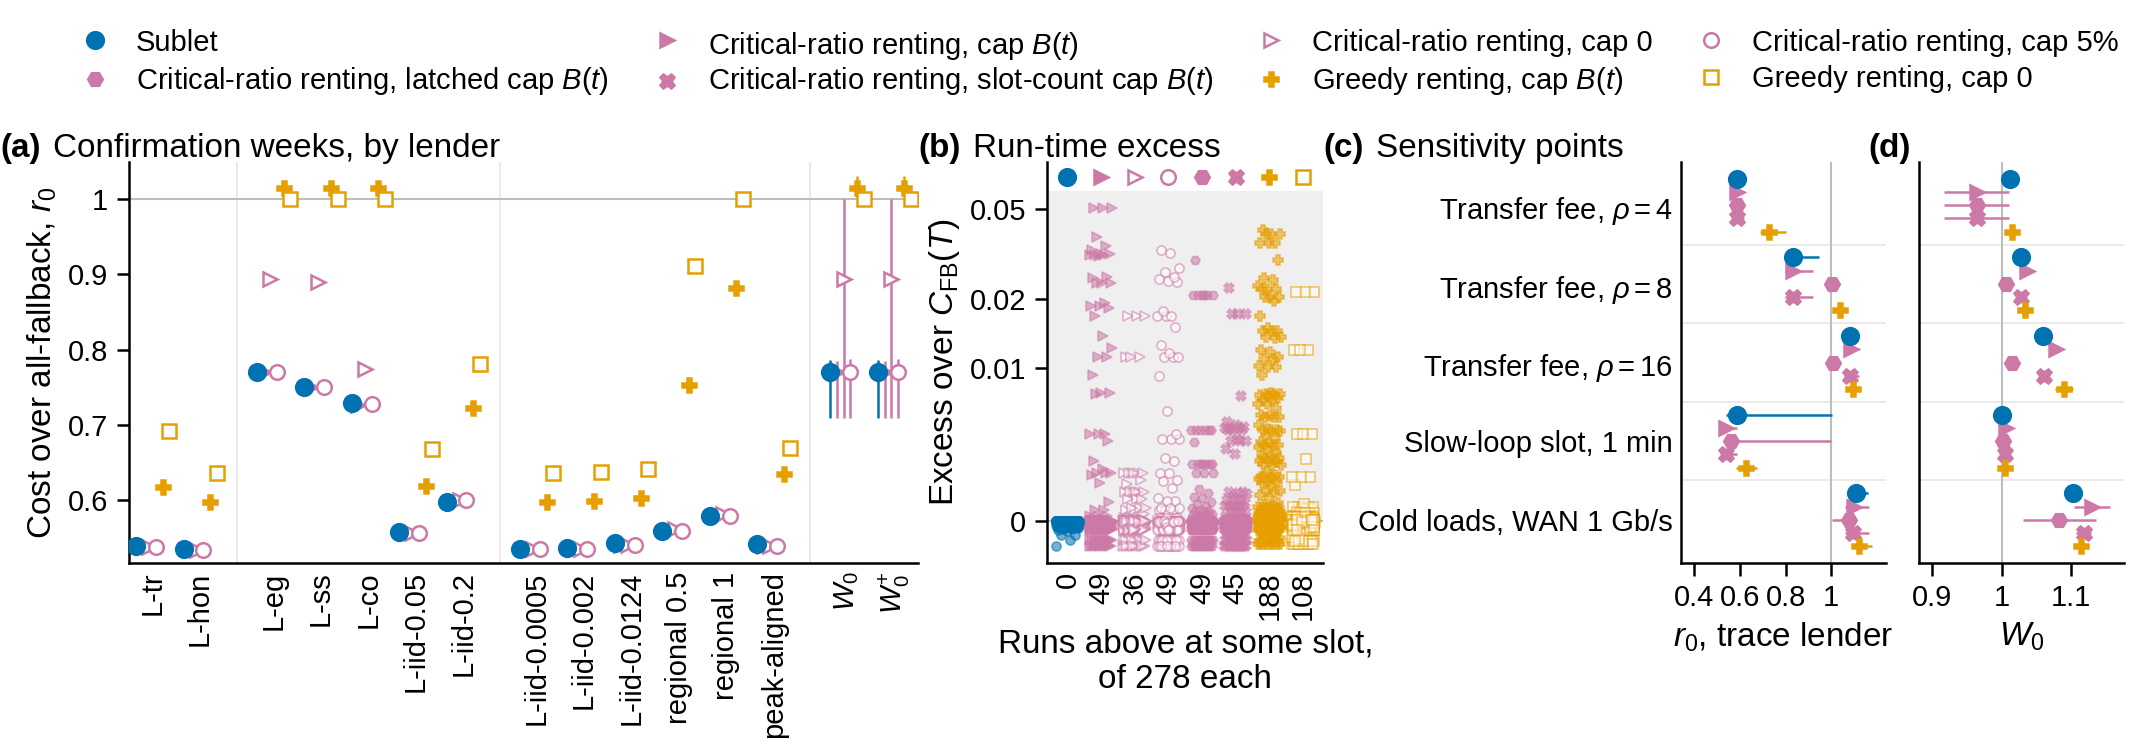 Sublet
Critical-ratio renting, latched cap B(t)
Critical-ratio renting, cap B(t)
Critical-ratio renting, slot-count cap B(t)
Critical-ratio renting, cap 0
Greedy renting, cap B(t)
Critical-ratio renting, cap 5%
Greedy renting, cap 0
(a) Confirmation weeks, by lender
Cost over all-fallback, r0
1
0.9
0.8
0.7
0.6
L-tr
L-hon
L-eg
L-ss
L-co
L-iid-0.05
L-iid-0.2
L-iid-0.0005
L-iid-0.002
L-iid-0.0124
regional 0.5
regional 1
peak-aligned
W0
W0+
(b) Run-time excess
Excess over CFB(T)
0.05
0.02
0.01
0
0
49
36
49
49
45
188
108
Runs above at some slot,
of 278 each
(c) Sensitivity points
Transfer fee, ρ = 4
Transfer fee, ρ = 8
Transfer fee, ρ = 16
Slow-loop slot, 1 min
Cold loads, WAN 1 Gb/s
0.4 0.6 0.8 1
r0, trace lender
(d)
0.9 1 1.1
W0